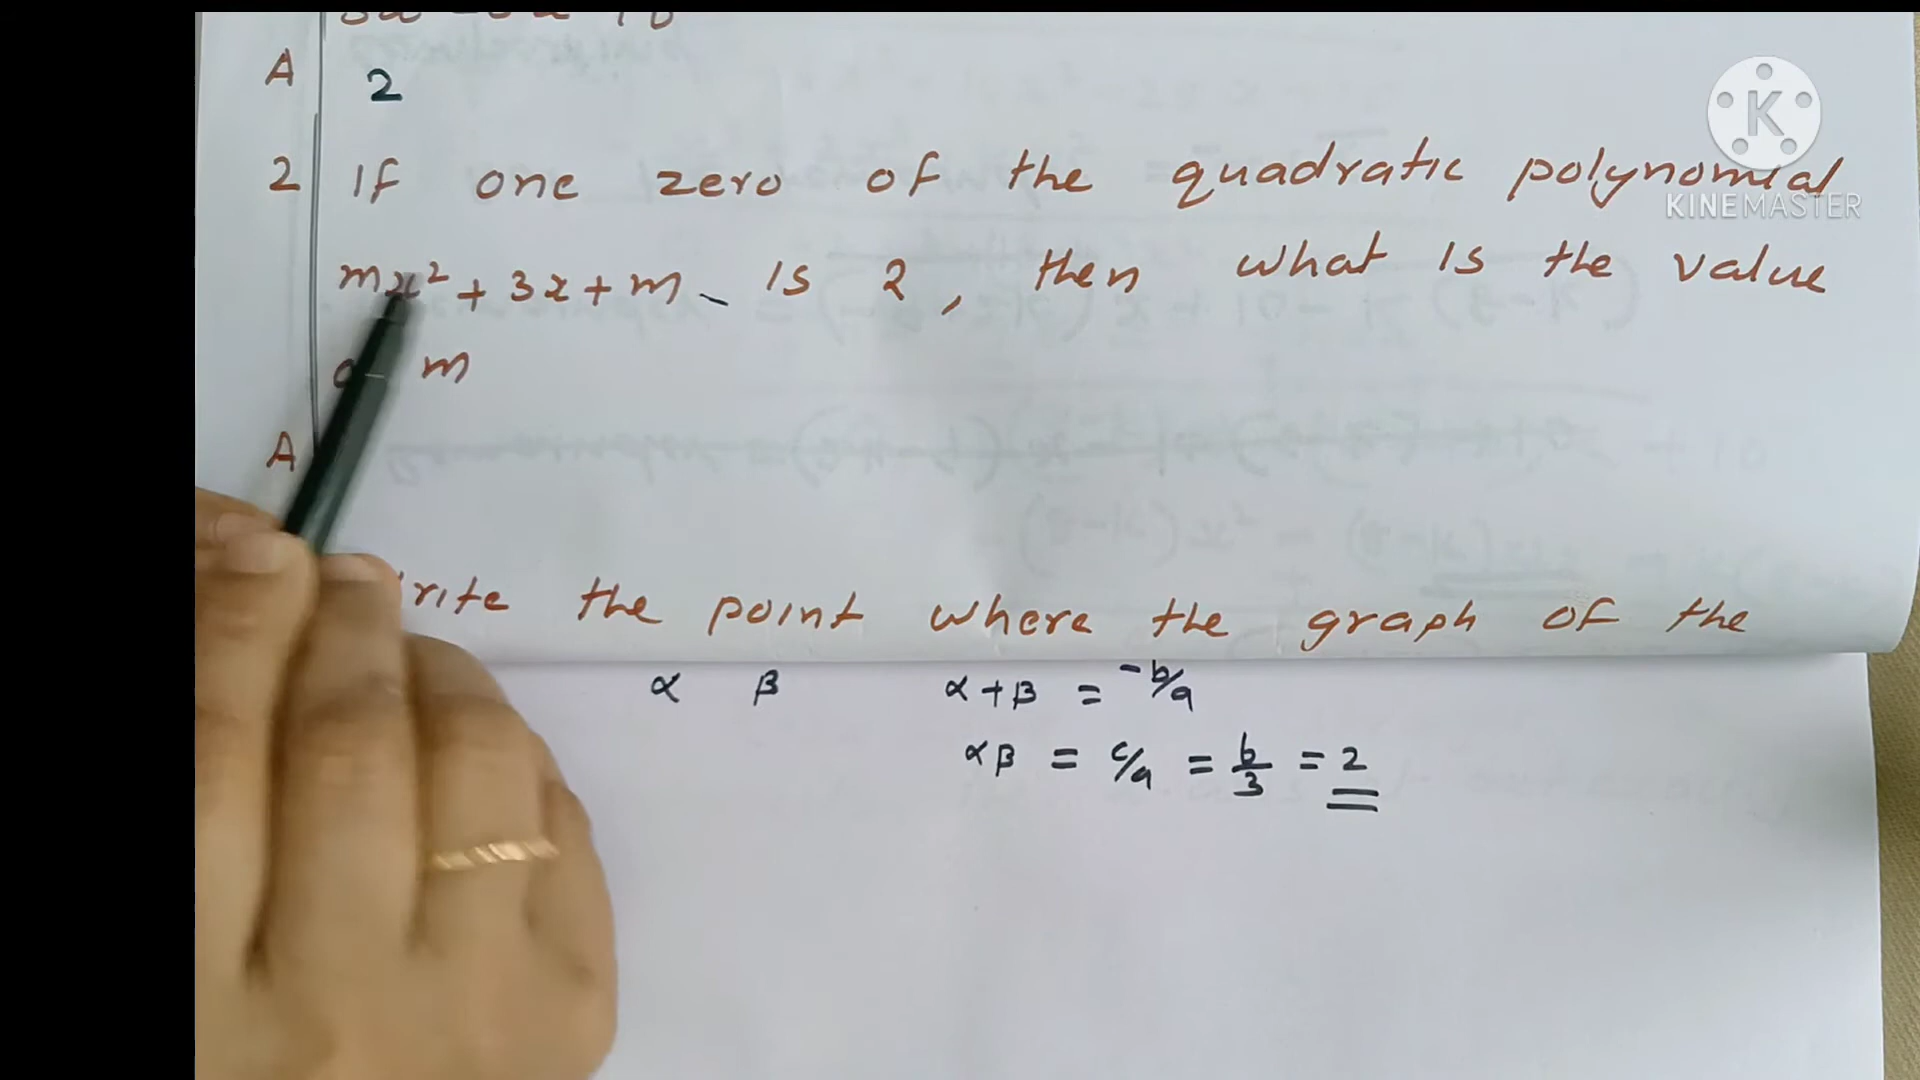 A
2
2 If one zero of the quadratic polynomial
mx² + 3x + m is 2, then what is the value
m
A
the point where the graph of the
α β α + β = -b/a
αβ = c/a = 6/3 = 2
K
KINEMASTER